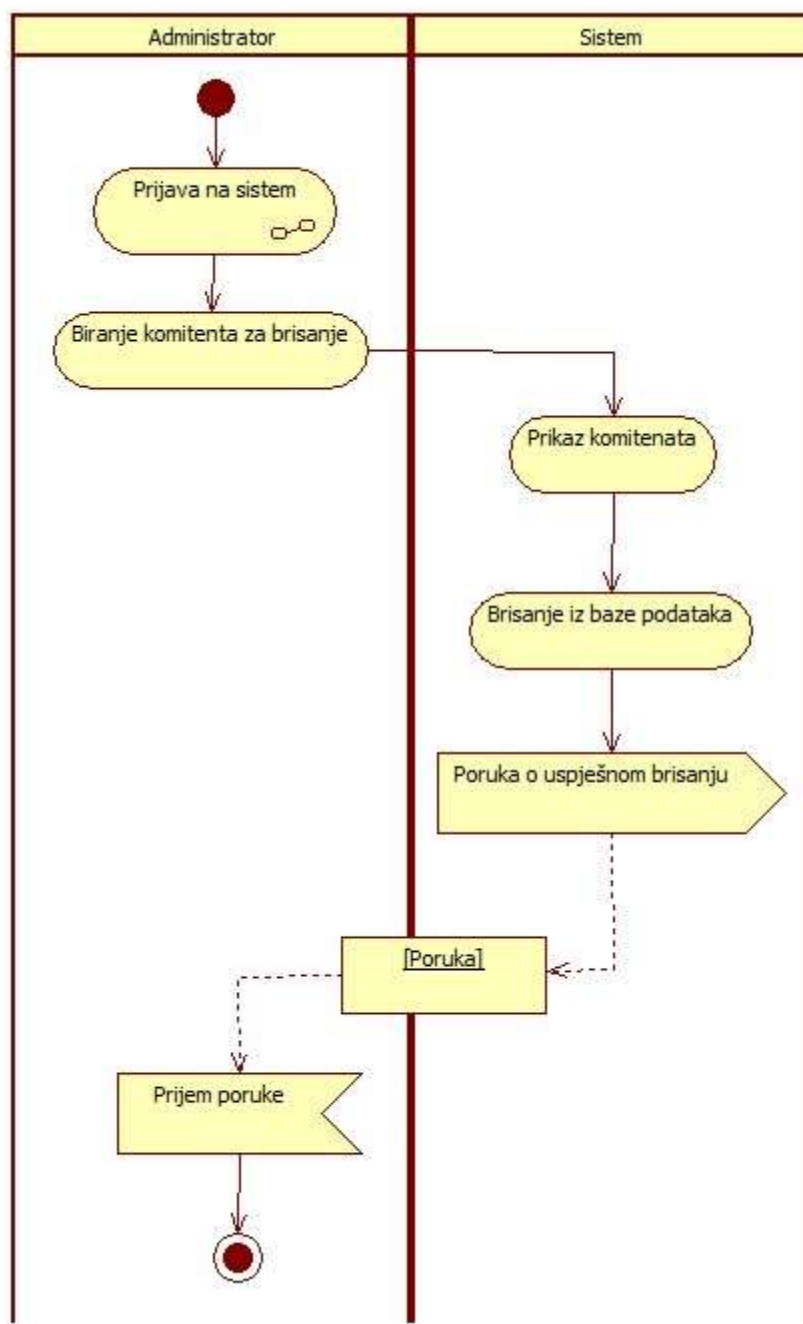 Administrator
Sistem
Prijava na sistem
Biranje komitenta za brisanje
Prikaz komitenata
Brisanje iz baze podataka
Poruka o uspješnom brisanju
[Poruka]
Prijem poruke